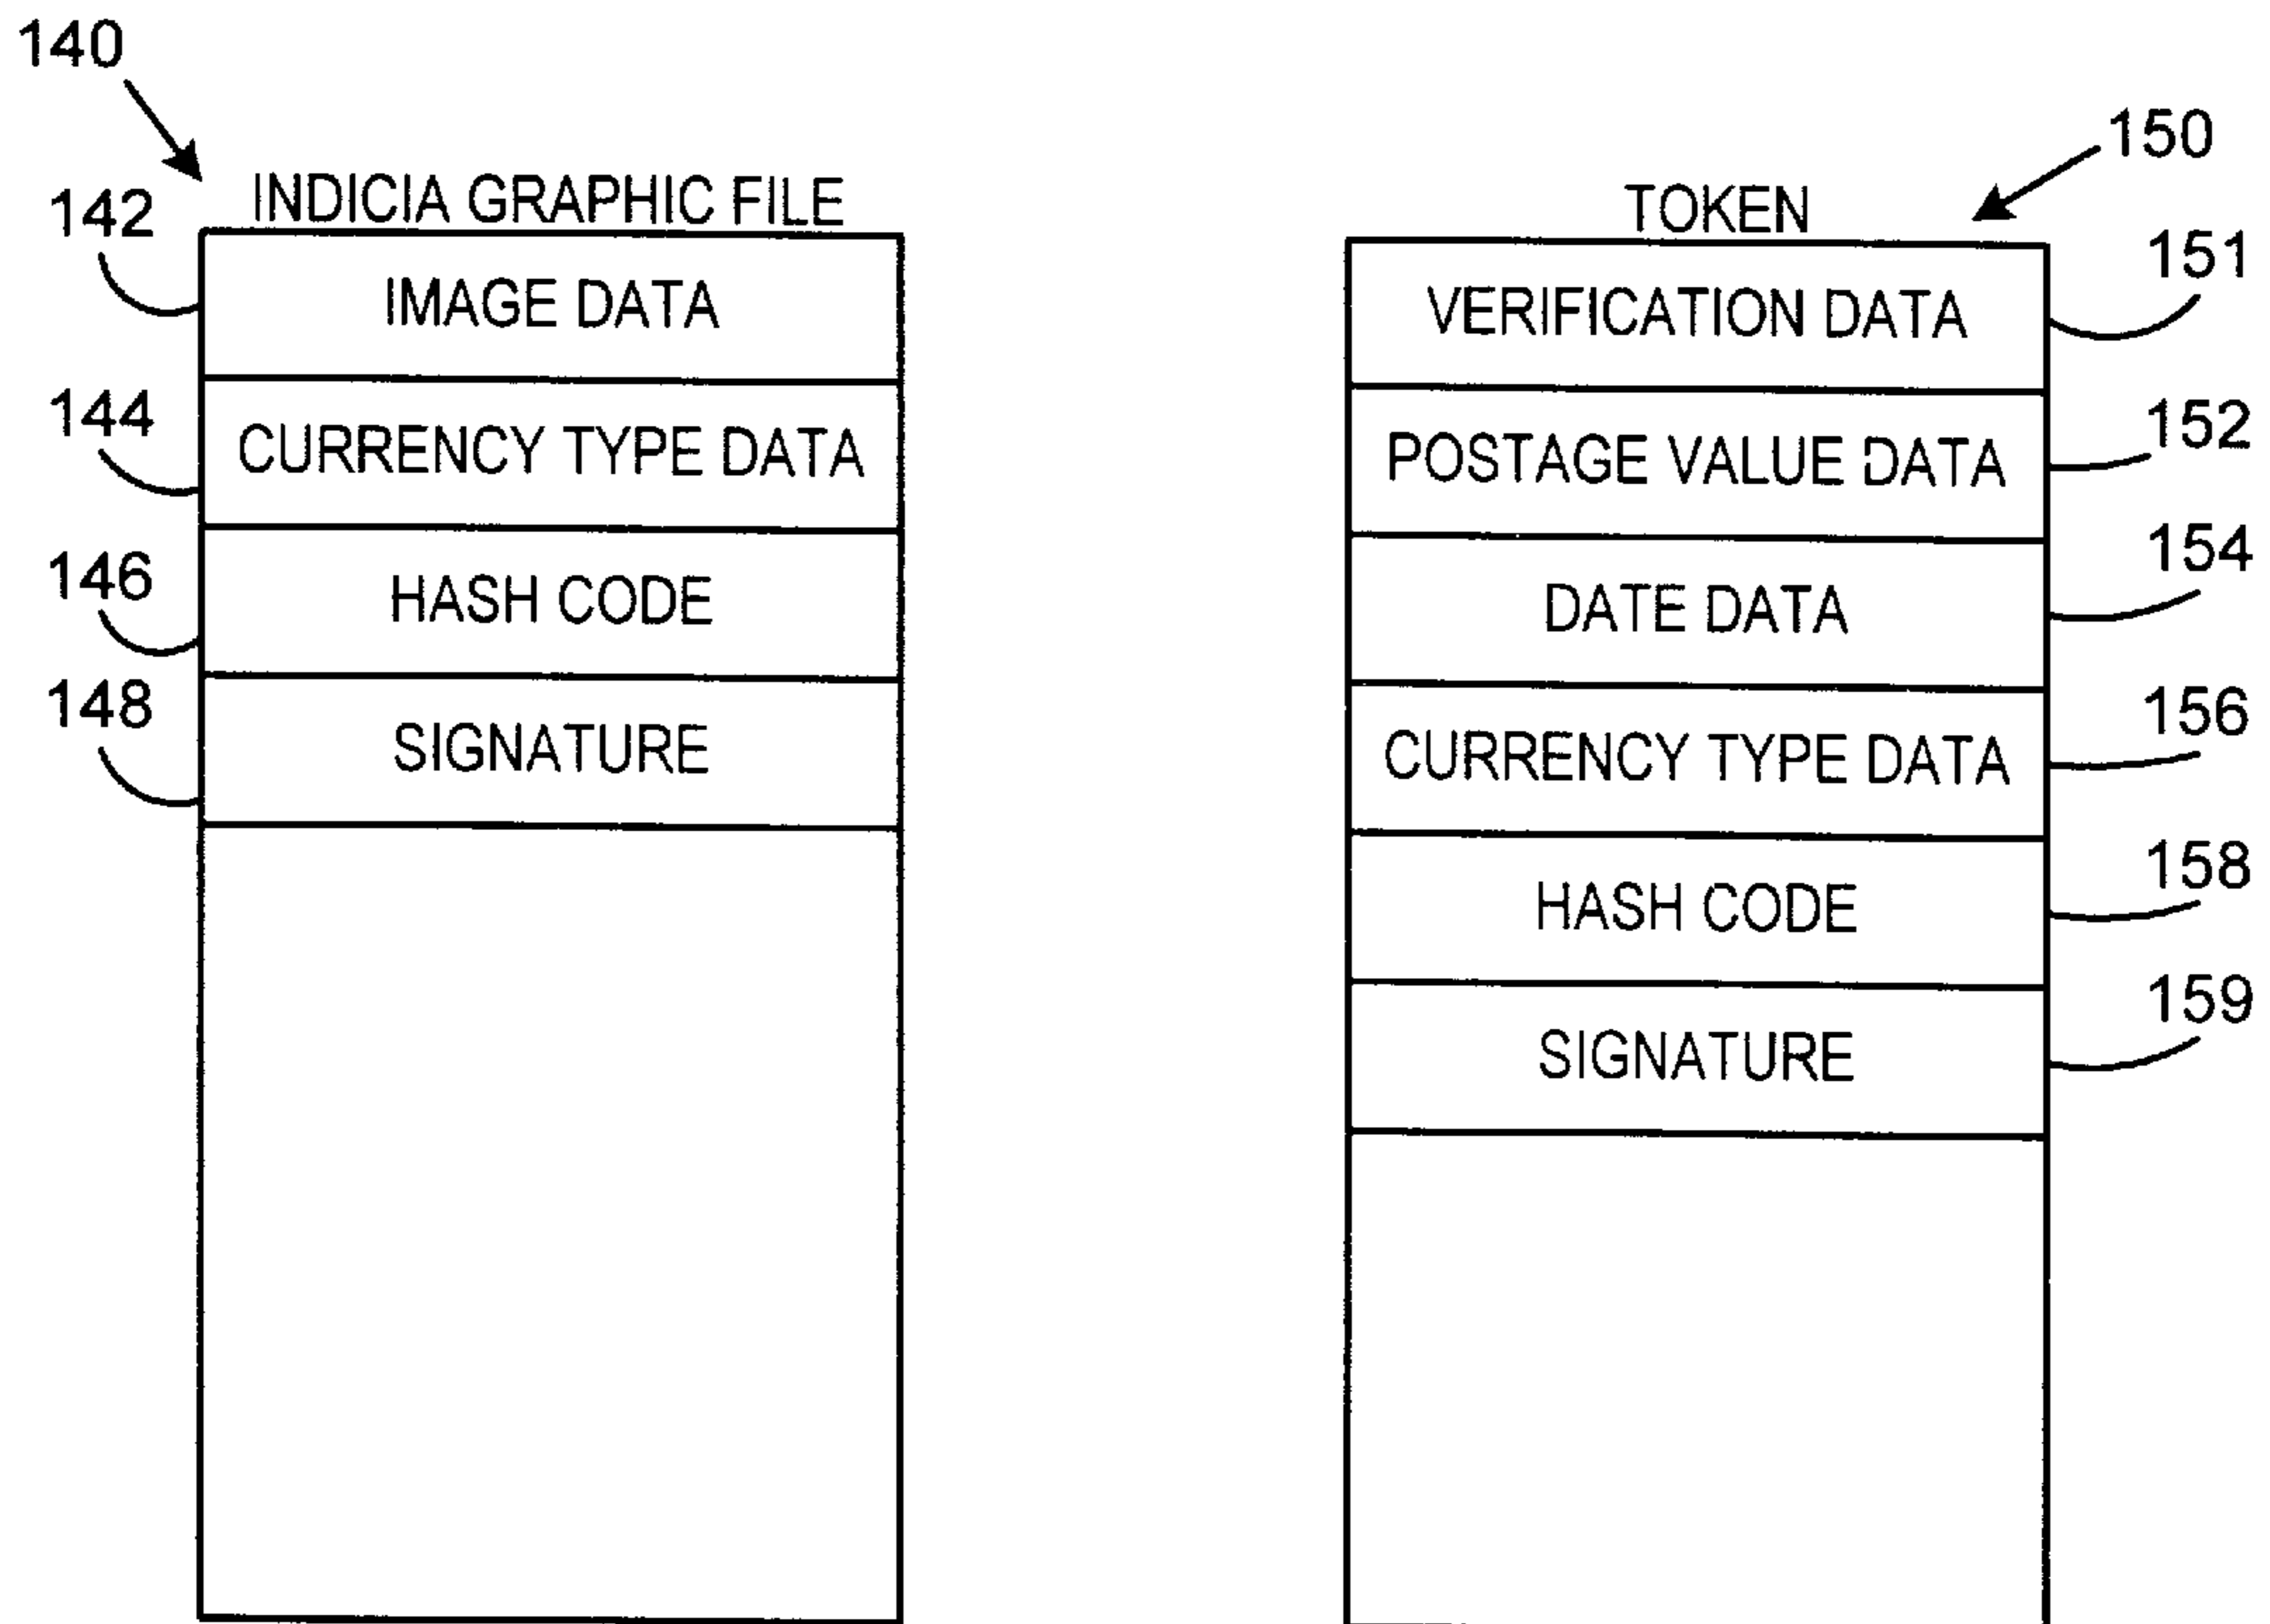 140
INDICIA GRAPHIC FILE
142
IMAGE DATA
144
CURRENCY TYPE DATA
146
HASH CODE
148
SIGNATURE
150
TOKEN
151
VERIFICATION DATA
152
POSTAGE VALUE DATA
154
DATE DATA
156
CURRENCY TYPE DATA
158
HASH CODE
159
SIGNATURE